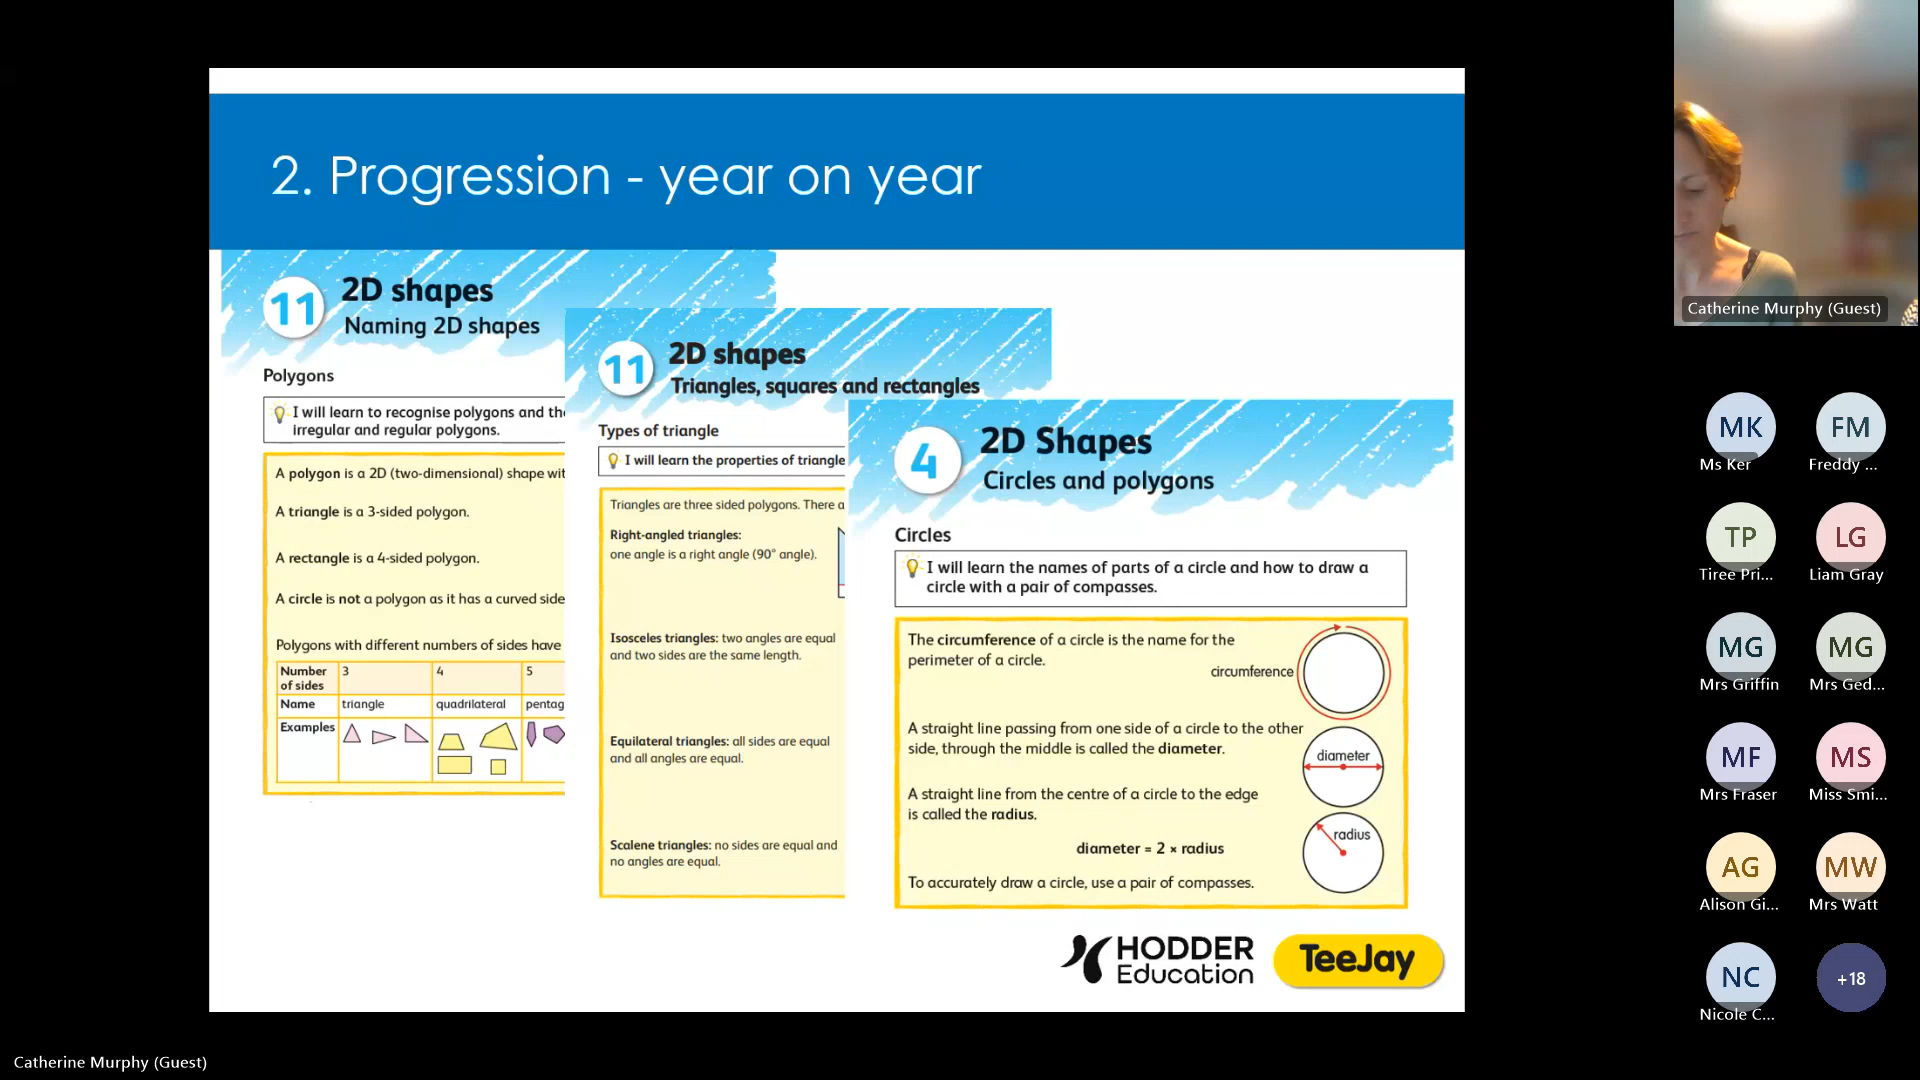 2. Progression - year on year
11
2D shapes
Naming 2D shapes
Polygons
I will learn to recognise polygons and the
irregular and regular polygons.
A polygon is a 2D (two-dimensional) shape wit
A triangle is a 3-sided polygon.
A rectangle is a 4-sided polygon.
A circle is not a polygon as it has a curved side
Polygons with different numbers of sides have
Number of sides 3 4 5
Name triangle quadrilateral pentag
Examples
11
2D shapes
Triangles, squares and rectangles
Types of triangle
I will learn the properties of triangle
Triangles are three sided polygons. There a
Right-angled triangles:
one angle is a right angle (90° angle).
Isosceles triangles: two angles are equal
and two sides are the same length.
Equilateral triangles: all sides are equal
and all angles are equal.
Scalene triangles: no sides are equal and
no angles are equal.
4
2D Shapes
Circles and polygons
Circles
I will learn the names of parts of a circle and how to draw a
circle with a pair of compasses.
The circumference of a circle is the name for the
perimeter of a circle.
circumference
A straight line passing from one side of a circle to the other
side, through the middle is called the diameter.
diameter
A straight line from the centre of a circle to the edge
is called the radius.
radius
diameter = 2 × radius
To accurately draw a circle, use a pair of compasses.
HODDER
Education
TeeJay
Catherine Murphy (Guest)
MK FM
Ms Ker Freddy ...
TP LG
Tiree Pri... Liam Gray
MG MG
Mrs Griffin Mrs Ged...
MF MS
Mrs Fraser Miss Smi...
AG MW
Alison Gi... Mrs Watt
NC +18
Nicole C...
Catherine Murphy (Guest)